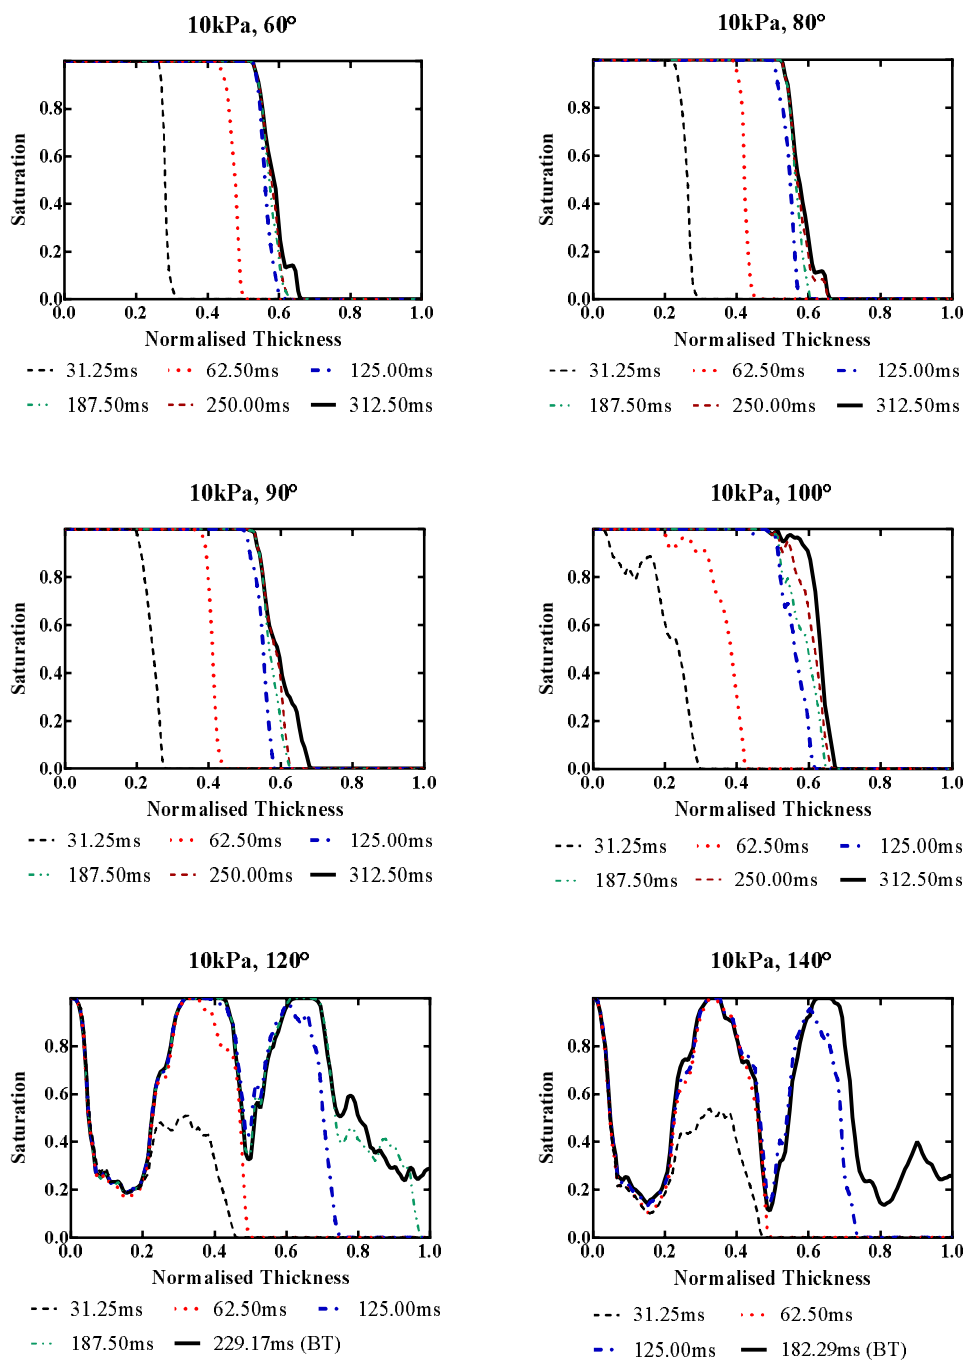 10kPa, 60°
Saturation
0.8
0.6
0.4
0.2
0.0
0.0 0.2 0.4 0.6 0.8 1.0
Normalised Thickness
31.25ms 62.50ms 125.00ms
187.50ms 250.00ms 312.50ms
10kPa, 80°
Saturation
0.8
0.6
0.4
0.2
0.0
0.0 0.2 0.4 0.6 0.8 1.0
Normalised Thickness
31.25ms 62.50ms 125.00ms
187.50ms 250.00ms 312.50ms
10kPa, 90°
Saturation
0.8
0.6
0.4
0.2
0.0
0.0 0.2 0.4 0.6 0.8 1.0
Normalised Thickness
31.25ms 62.50ms 125.00ms
187.50ms 250.00ms 312.50ms
10kPa, 100°
Saturation
0.8
0.6
0.4
0.2
0.0
0.0 0.2 0.4 0.6 0.8 1.0
Normalised Thickness
31.25ms 62.50ms 125.00ms
187.50ms 250.00ms 312.50ms
10kPa, 120°
Saturation
0.8
0.6
0.4
0.2
0.0
0.0 0.2 0.4 0.6 0.8 1.0
Normalised Thickness
31.25ms 62.50ms 125.00ms
187.50ms 229.17ms (BT)
10kPa, 140°
Saturation
0.8
0.6
0.4
0.2
0.0
0.0 0.2 0.4 0.6 0.8 1.0
Normalised Thickness
31.25ms 62.50ms
125.00ms 182.29ms (BT)